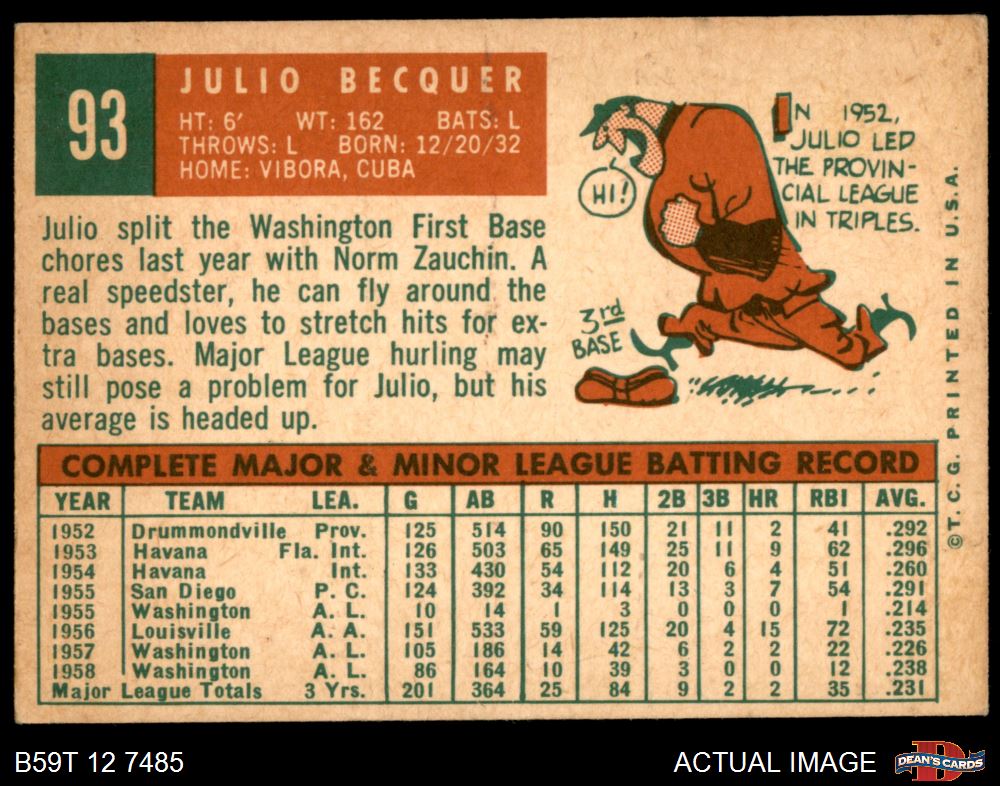 93
JULIO BECQUER
HT: 6' WT: 162 BATS: L
THROWS: L BORN: 12/20/32
HOME: VIBORA, CUBA
Julio split the Washington First Base
chores last year with Norm Zauchin. A
real speedster, he can fly around the
bases and loves to stretch hits for ex-
tra bases. Major League hurling may
still pose a problem for Julio, but his
average is headed up.
IN 1952,
JULIO LED
THE PROVIN-
CIAL LEAGUE
IN TRIPLES.
HI!
3rd
BASE
©T.C.G. PRINTED IN U.S.A.
COMPLETE MAJOR & MINOR LEAGUE BATTING RECORD
YEAR TEAM LEA. G AB R H 2B 3B HR RBI AVG.
1952 Drummondville Prov. 125 514 90 150 21 11 2 41 .292
1953 Havana Fla. Int. 126 503 65 149 25 11 9 62 .296
1954 Havana Int. 133 430 54 112 20 6 4 51 .260
1955 San Diego P. C. 124 392 34 114 13 3 7 54 .291
1955 Washington A. L. 10 14 1 3 0 0 0 1 .214
1956 Louisville A. A. 151 533 59 125 20 4 15 72 .235
1957 Washington A. L. 105 186 14 42 6 2 2 22 .226
1958 Washington A. L. 86 164 10 39 3 0 0 12 .238
Major League Totals 3 Yrs. 201 364 25 84 9 2 2 35 .231
B59T 12 7485
ACTUAL IMAGE
D
DEAN'S CARDS